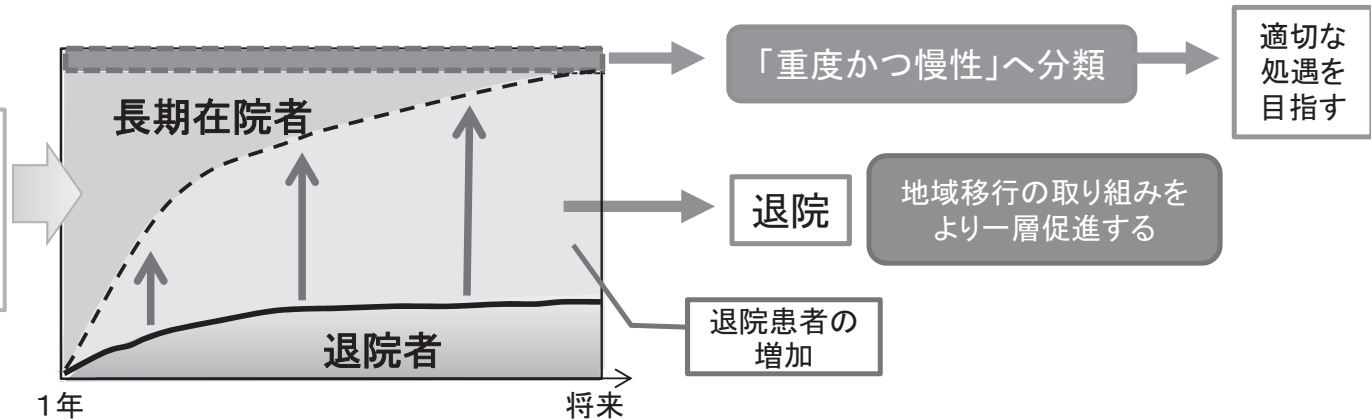 「重度かつ慢性」へ分類
適切な
処遇を
目指す
長期在院者
退院
地域移行の取り組みを
より一層促進する
退院患者の
増加
退院者
1年
将来